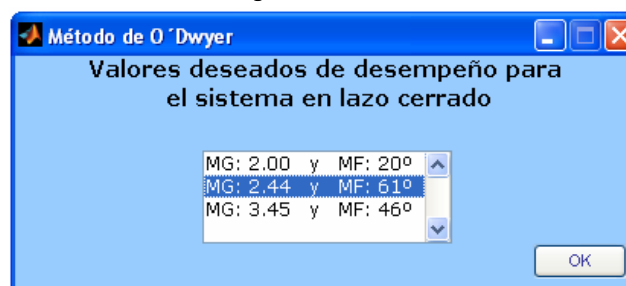 Método de O´Dwyer
Valores deseados de desempeño para
el sistema en lazo cerrado
MG: 2.00 y MF: 20º
MG: 2.44 y MF: 61º
MG: 3.45 y MF: 46º
OK